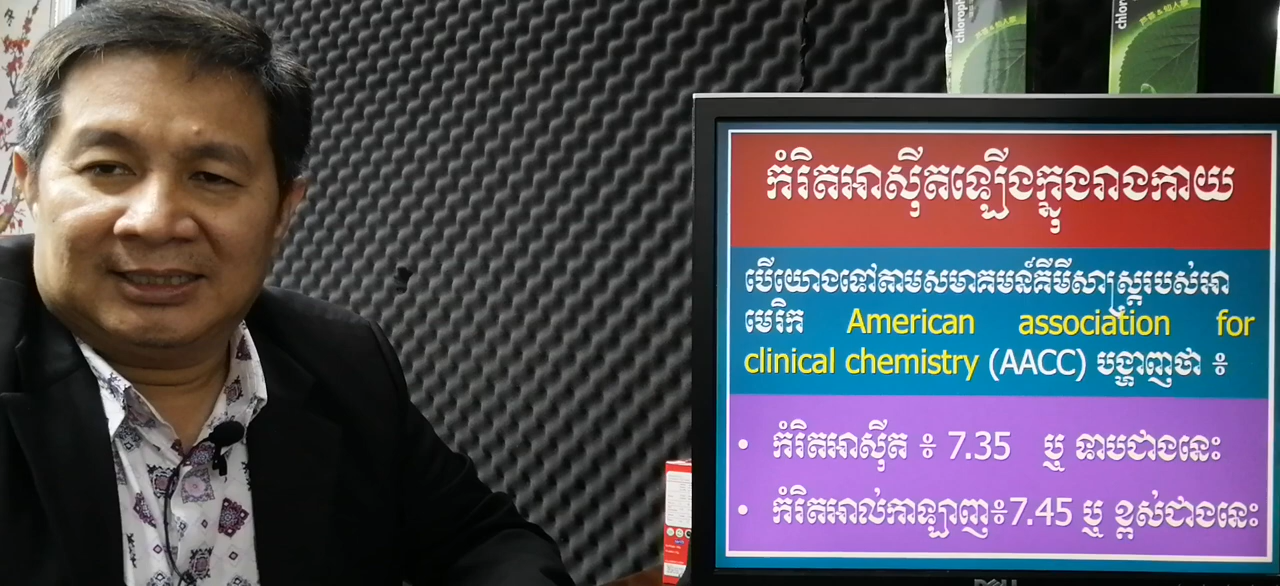 chloroph
chloroph
កំរិតអាស៊ីតឡើងក្នុងរាងកាយ
បើយោងទៅតាមសមាគមន៍គីមីសាស្ត្ររបស់អា
មេរិក American association for
clinical chemistry (AACC) បង្ហាញថា ៖
• កំរិតអាស៊ីត ៖ 7.35 ឬ ទាបជាងនេះ
• កំរិតអាល់កាឡាញ៖7.45 ឬ ខ្ពស់ជាងនេះ